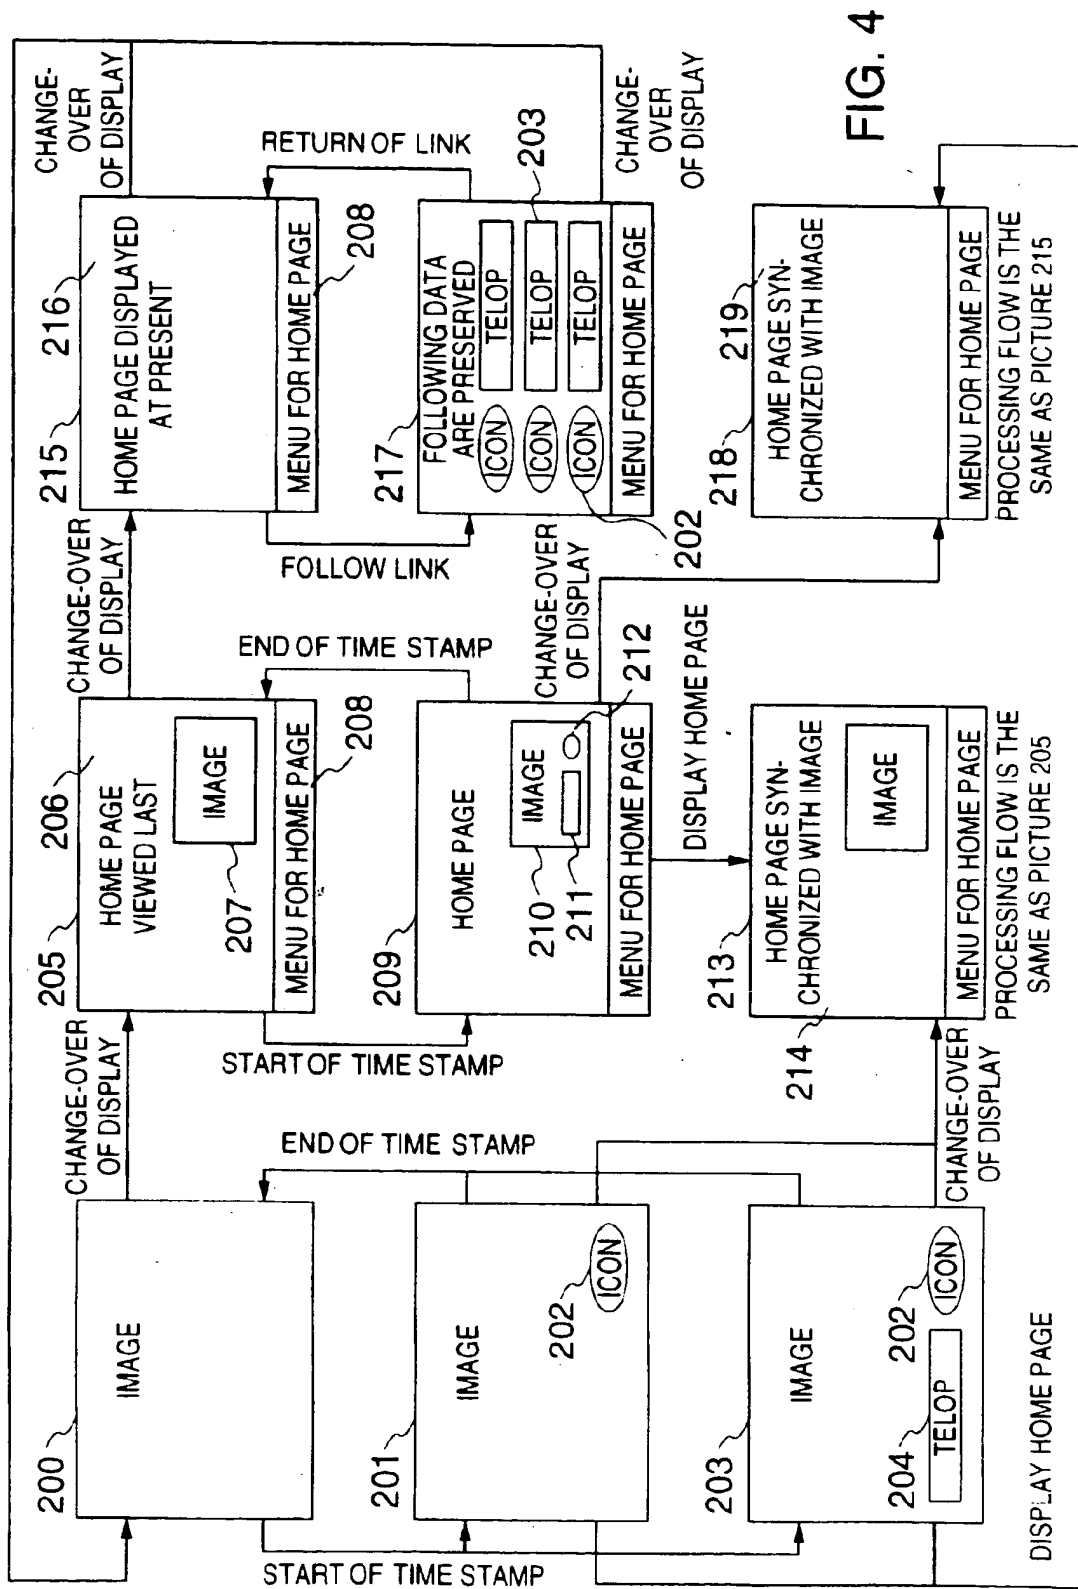 FIG. 4
200
IMAGE
CHANGE-OVER
OF DISPLAY
205
206
HOME PAGE
VIEWED LAST
IMAGE
207
MENU FOR HOME PAGE
208
CHANGE-OVER
OF DISPLAY
215
216
HOME PAGE DISPLAYED
AT PRESENT
MENU FOR HOME PAGE
208
CHANGE-
OVER
OF DISPLAY
START OF TIME STAMP
END OF TIME STAMP
START OF TIME STAMP
END OF TIME STAMP
FOLLOW LINK
RETURN OF LINK
201
IMAGE
202
ICON
209
HOME PAGE
210
IMAGE
211
212
MENU FOR HOME PAGE
CHANGE-OVER
OF DISPLAY
217
FOLLOWING DATA
ARE PRESERVED
ICON TELOP
ICON TELOP
ICON TELOP
202
203
MENU FOR HOME PAGE
CHANGE-
OVER
OF DISPLAY
DISPLAY HOME PAGE
203
IMAGE
204
TELOP
202
ICON
CHANGE-OVER
OF DISPLAY
213
HOME PAGE SYN-
CHRONIZED WITH IMAGE
214
IMAGE
MENU FOR HOME PAGE
PROCESSING FLOW IS THE
SAME AS PICTURE 205
218
219
HOME PAGE SYN-
CHRONIZED WITH IMAGE
MENU FOR HOME PAGE
PROCESSING FLOW IS THE
SAME AS PICTURE 215
DISPLAY HOME PAGE